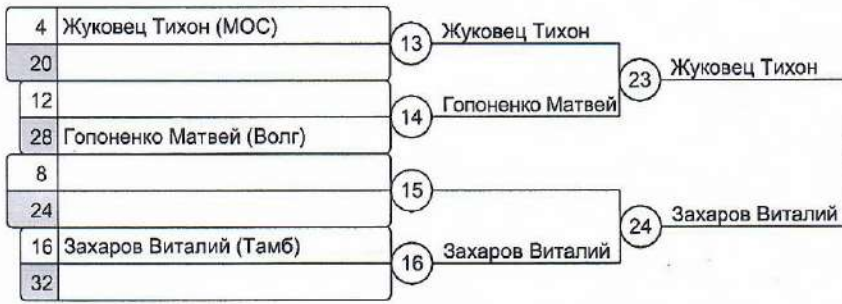 4 Жуковец Тихон (МОС)
20
13 Жуковец Тихон
12
28 Гопоненко Матвей (Волг)
14 Гопоненко Матвей
23 Жуковец Тихон
8
24
15
16 Захаров Виталий (Тамб)
32
16 Захаров Виталий
24 Захаров Виталий